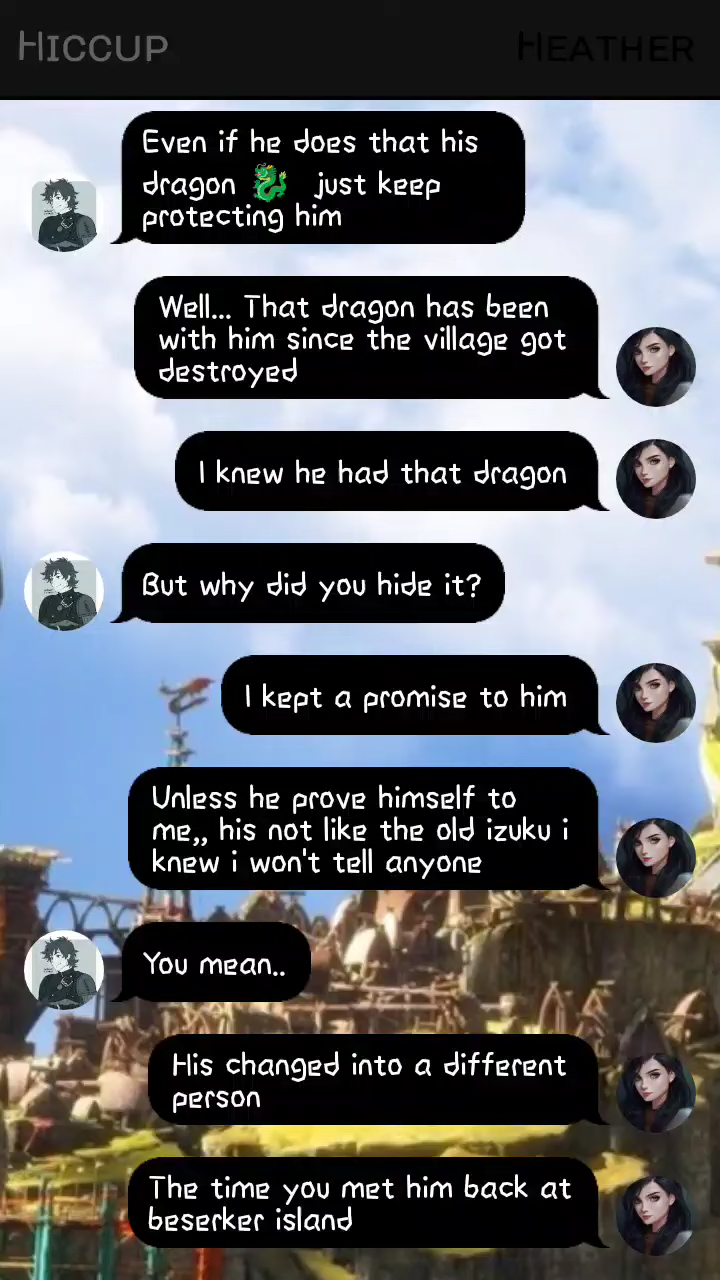 HICCUP HEATHER
Even if he does that his
dragon 🐉 just keep
protecting him
Well... That dragon has been
with him since the village got
destroyed
I knew he had that dragon
But why did you hide it?
I kept a promise to him
Unless he prove himself to
me,, his not like the old izuku i
knew i won't tell anyone
You mean..
His changed into a different
person
The time you met him back at
beserker island